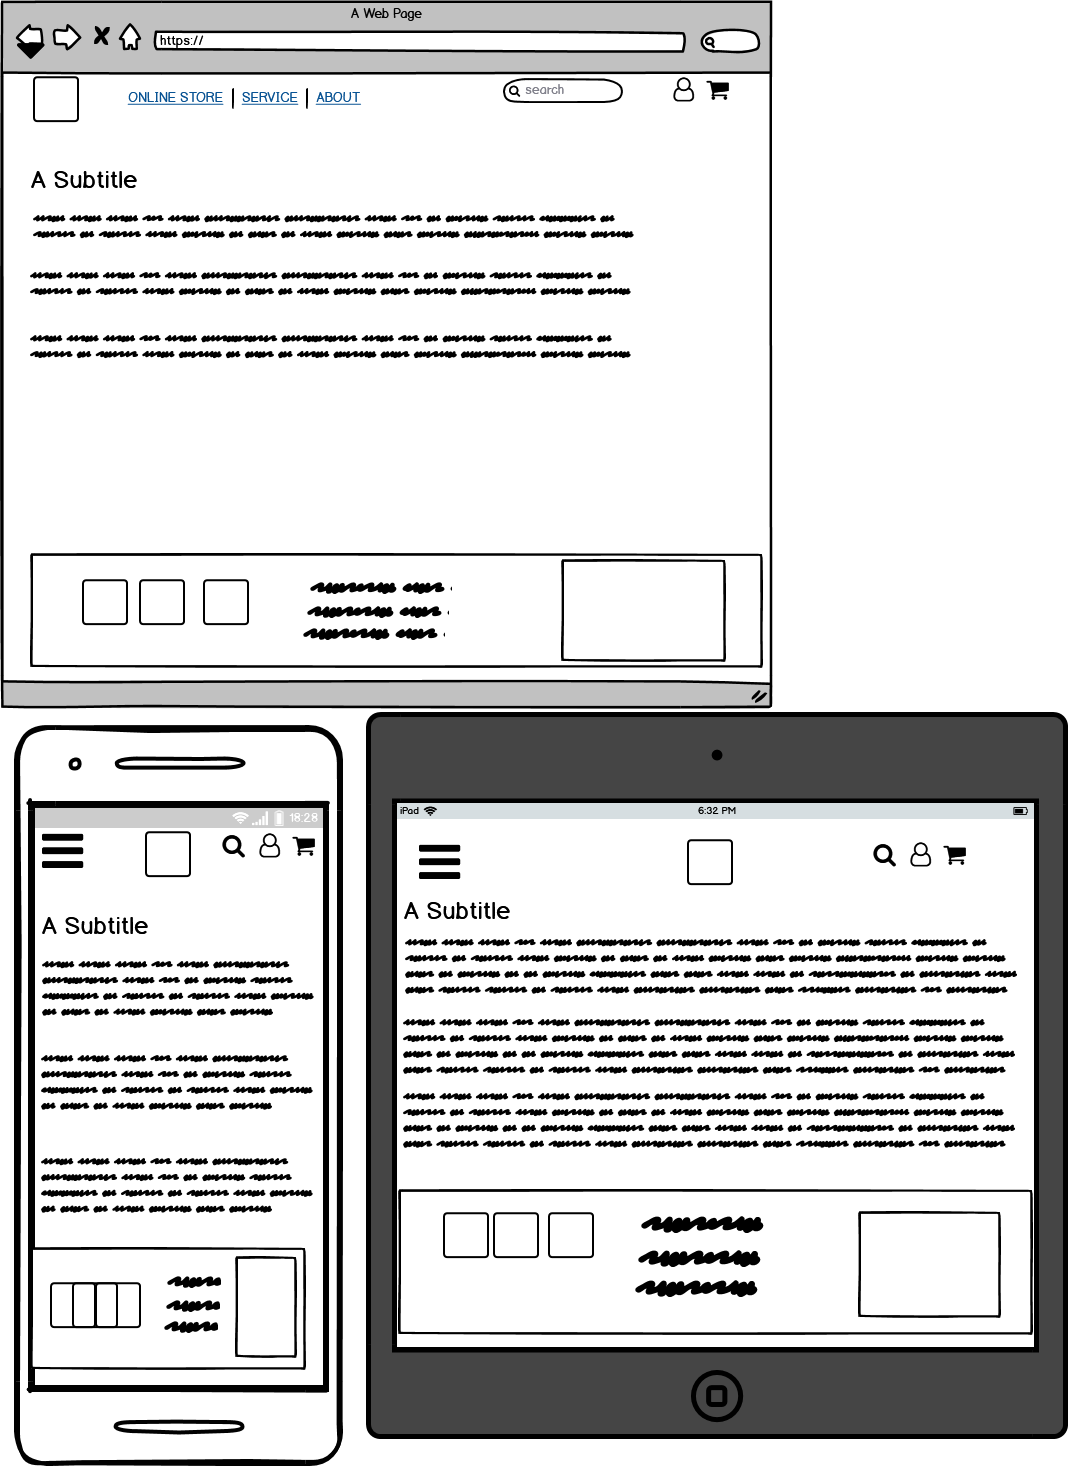 A Web Page
https://
ONLINE STORE | SERVICE | ABOUT
search
A Subtitle
18:28
A Subtitle
iPad
6:32 PM
A Subtitle